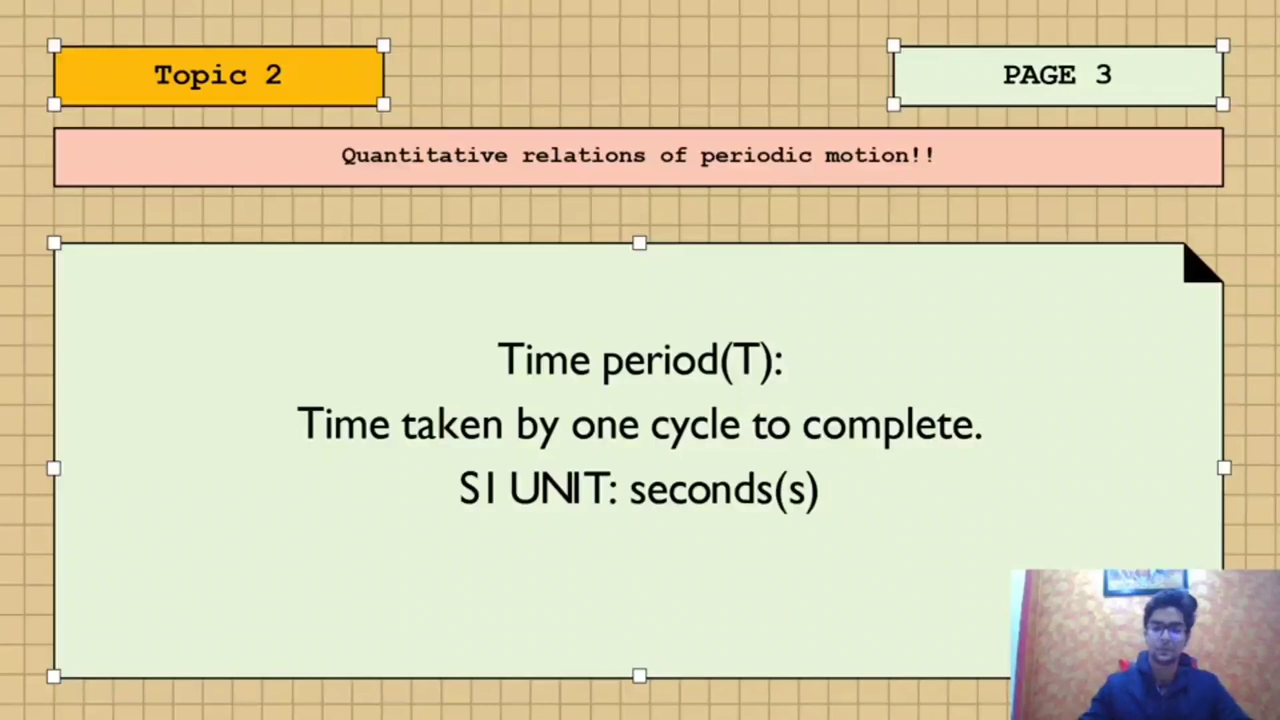 Topic 2
PAGE 3
Quantitative relations of periodic motion!!
Time period(T):
Time taken by one cycle to complete.
SI UNIT: seconds(s)